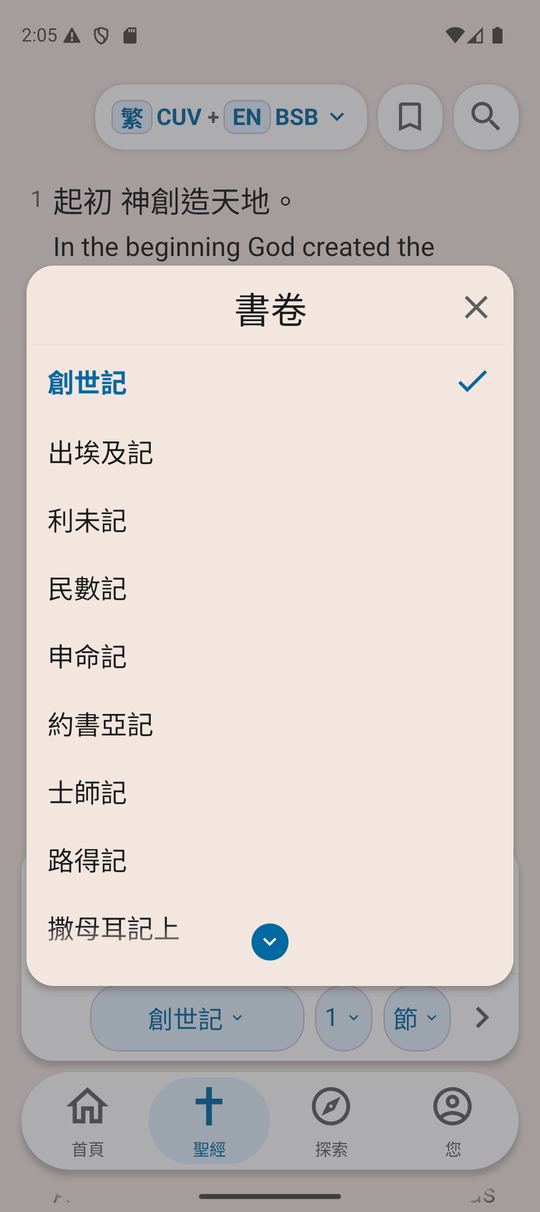 2:05
繁 CUV + EN BSB
1 起初 神創造天地。
In the beginning God created the
書卷
創世記
出埃及記
利未記
民數記
申命記
約書亞記
士師記
路得記
撒母耳記上
創世記 1 節
首頁 聖經 探索 您